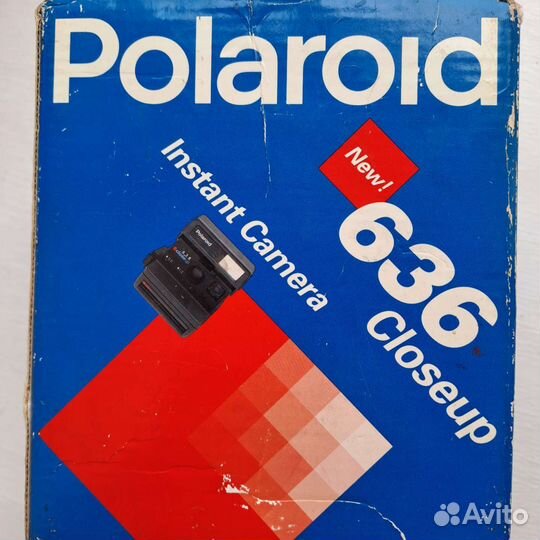 Polaroid
New!
636
Closeup
Instant Camera
Polaroid
Avito